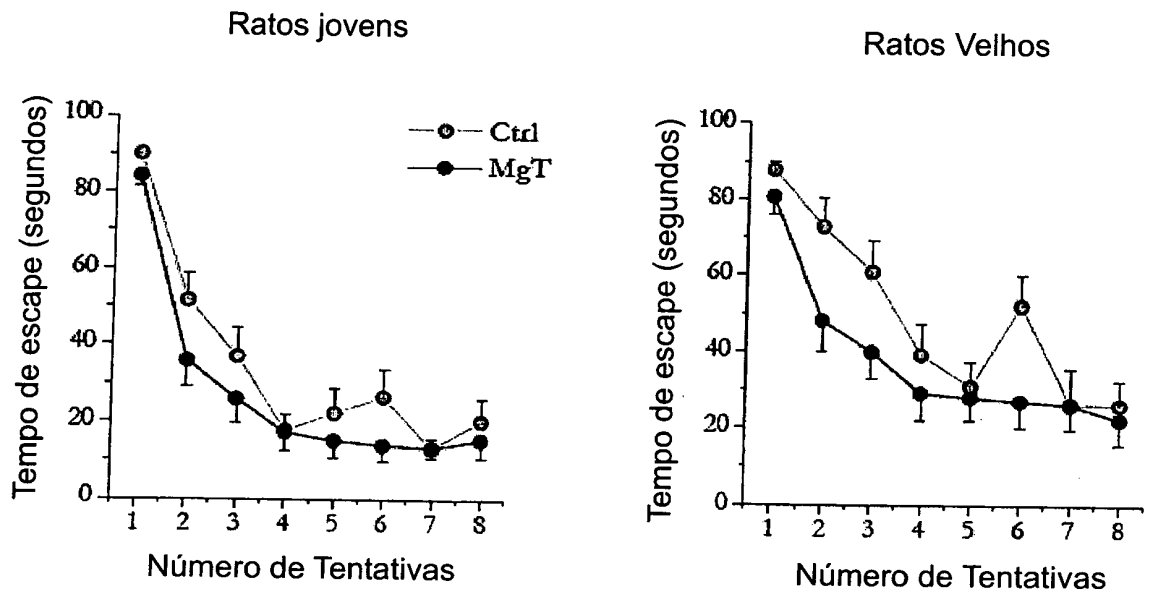 Ratos jovens
Tempo de escape (segundos)
100
80
60
40
20
0
Ctrl
MgT
1 2 3 4 5 6 7 8
Número de Tentativas
Ratos Velhos
Tempo de escape (segundos)
100
80
60
40
20
0
1 2 3 4 5 6 7 8
Número de Tentativas